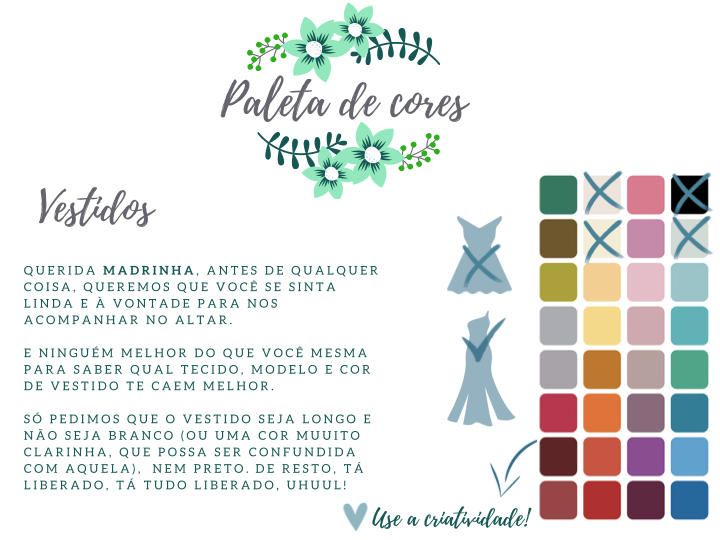 Paleta de cores
Vestidos
QUERIDA MADRINHA, ANTES DE QUALQUER
COISA, QUEREMOS QUE VOCÊ SE SINTA
LINDA E À VONTADE PARA NOS
ACOMPANHAR NO ALTAR.
E NINGUÉM MELHOR DO QUE VOCÊ MESMA
PARA SABER QUAL TECIDO, MODELO E COR
DE VESTIDO TE CAEM MELHOR.
SÓ PEDIMOS QUE O VESTIDO SEJA LONGO E
NÃO SEJA BRANCO (OU UMA COR MUUITO
CLARINHA, QUE POSSA SER CONFUNDIDA
COM AQUELA), NEM PRETO. DE RESTO, TÁ
LIBERADO, TÁ TUDO LIBERADO, UHUUL!
Use a criatividade!